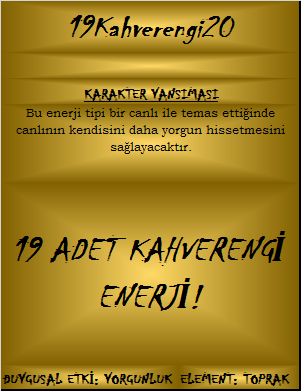 19Kahverengi20
KARAKTER YANSIMASI
Bu enerji tipi bir canlı ile temas ettiğinde
canlının kendisini daha yorgun hissetmesini
sağlayacaktır.
19 ADET KAHVERENGİ
ENERJİ!
DUYGUSAL ETKİ: YORGUNLUK ELEMENT: TOPRAK